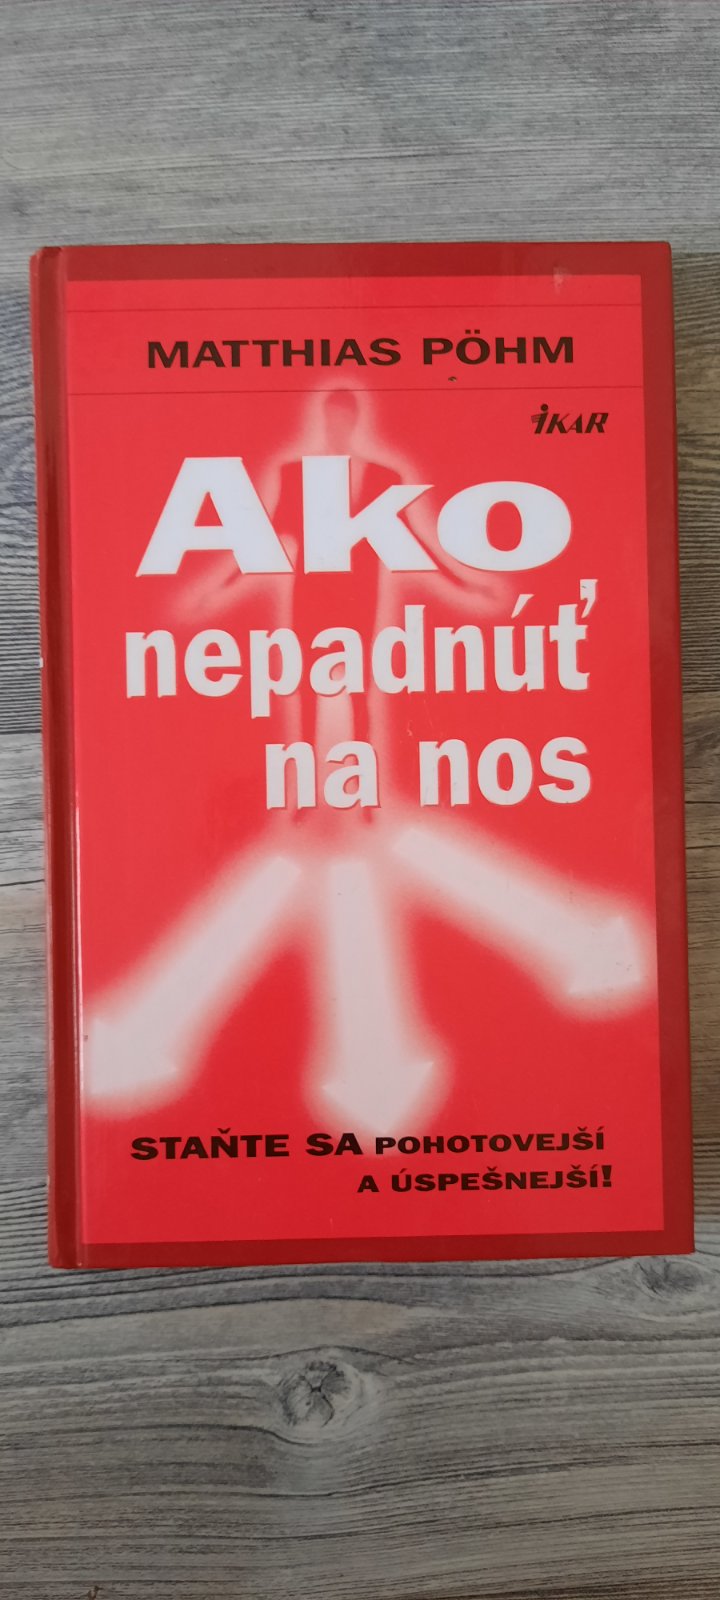 MATTHIAS PÖHM
IKAR
Ako
nepadnúť
na nos
STAŇTE SA POHOTOVEJŠÍ
A ÚSPEŠNEJŠÍ!